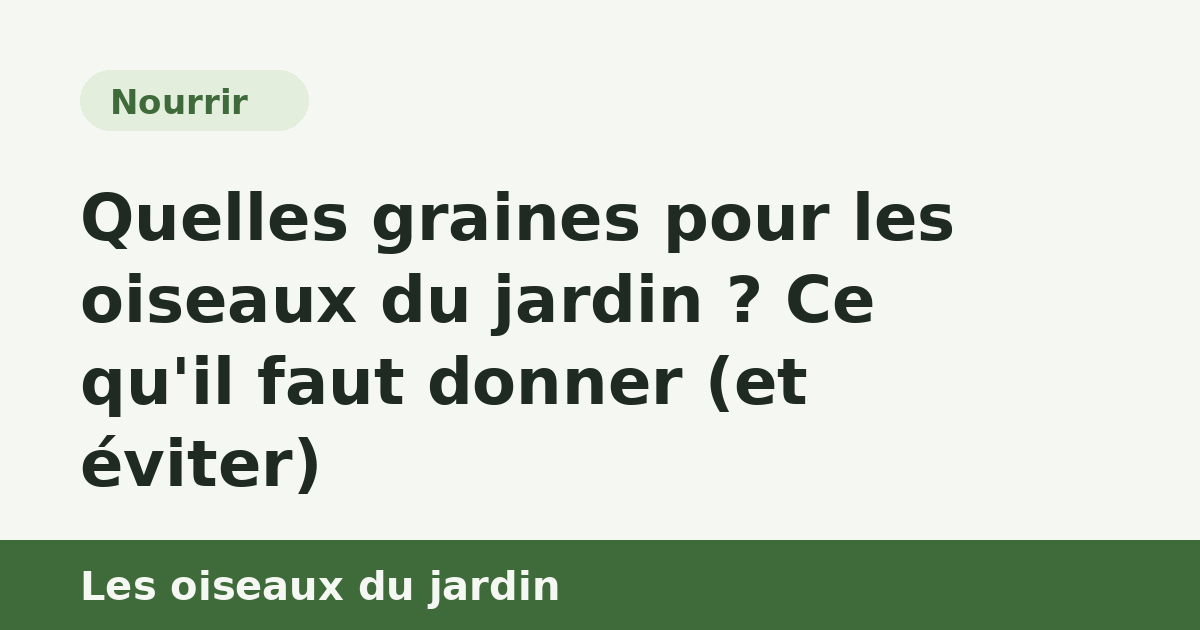 Nourrir
Quelles graines pour les
oiseaux du jardin ? Ce
qu'il faut donner (et
éviter)
Les oiseaux du jardin